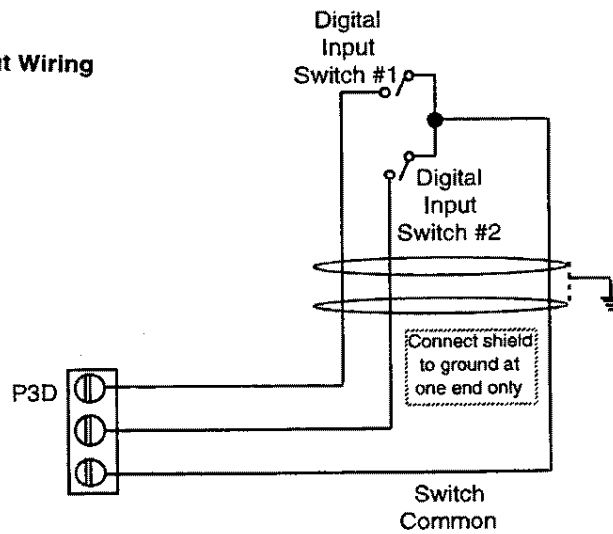 Digital
Input
Switch #1
t Wiring
Digital
Input
Switch #2
Connect shield
to ground at
one end only
P3D
Switch
Common